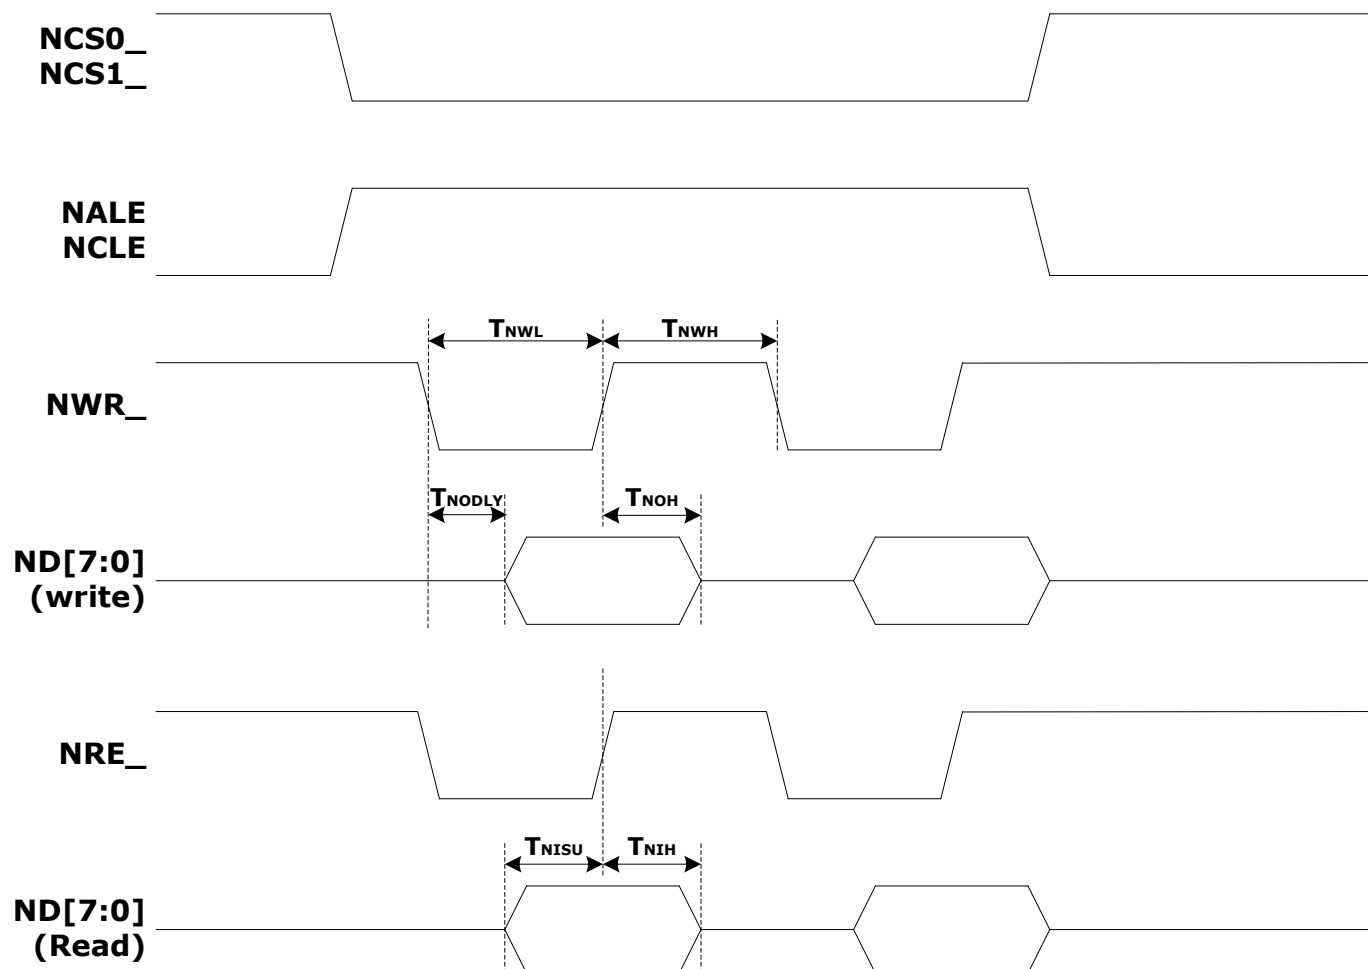 NCS0_
NCS1_
NALE
NCLE
TNWL TNWH
NWR_
TNODLY TNOH
ND[7:0]
(write)
NRE_
TNISU TNIH
ND[7:0]
(Read)